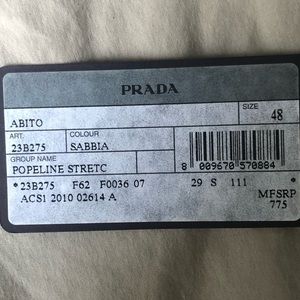 PRADA
ABITO
SIZE
48
ART.
COLOUR
23B275
SABBIA
GROUP NAME
POPELINE STRETC
8 009670 570884
*23B275 F62 F0036 07 29 S 111
ACS1 2010 02614 A
MFSRP
775